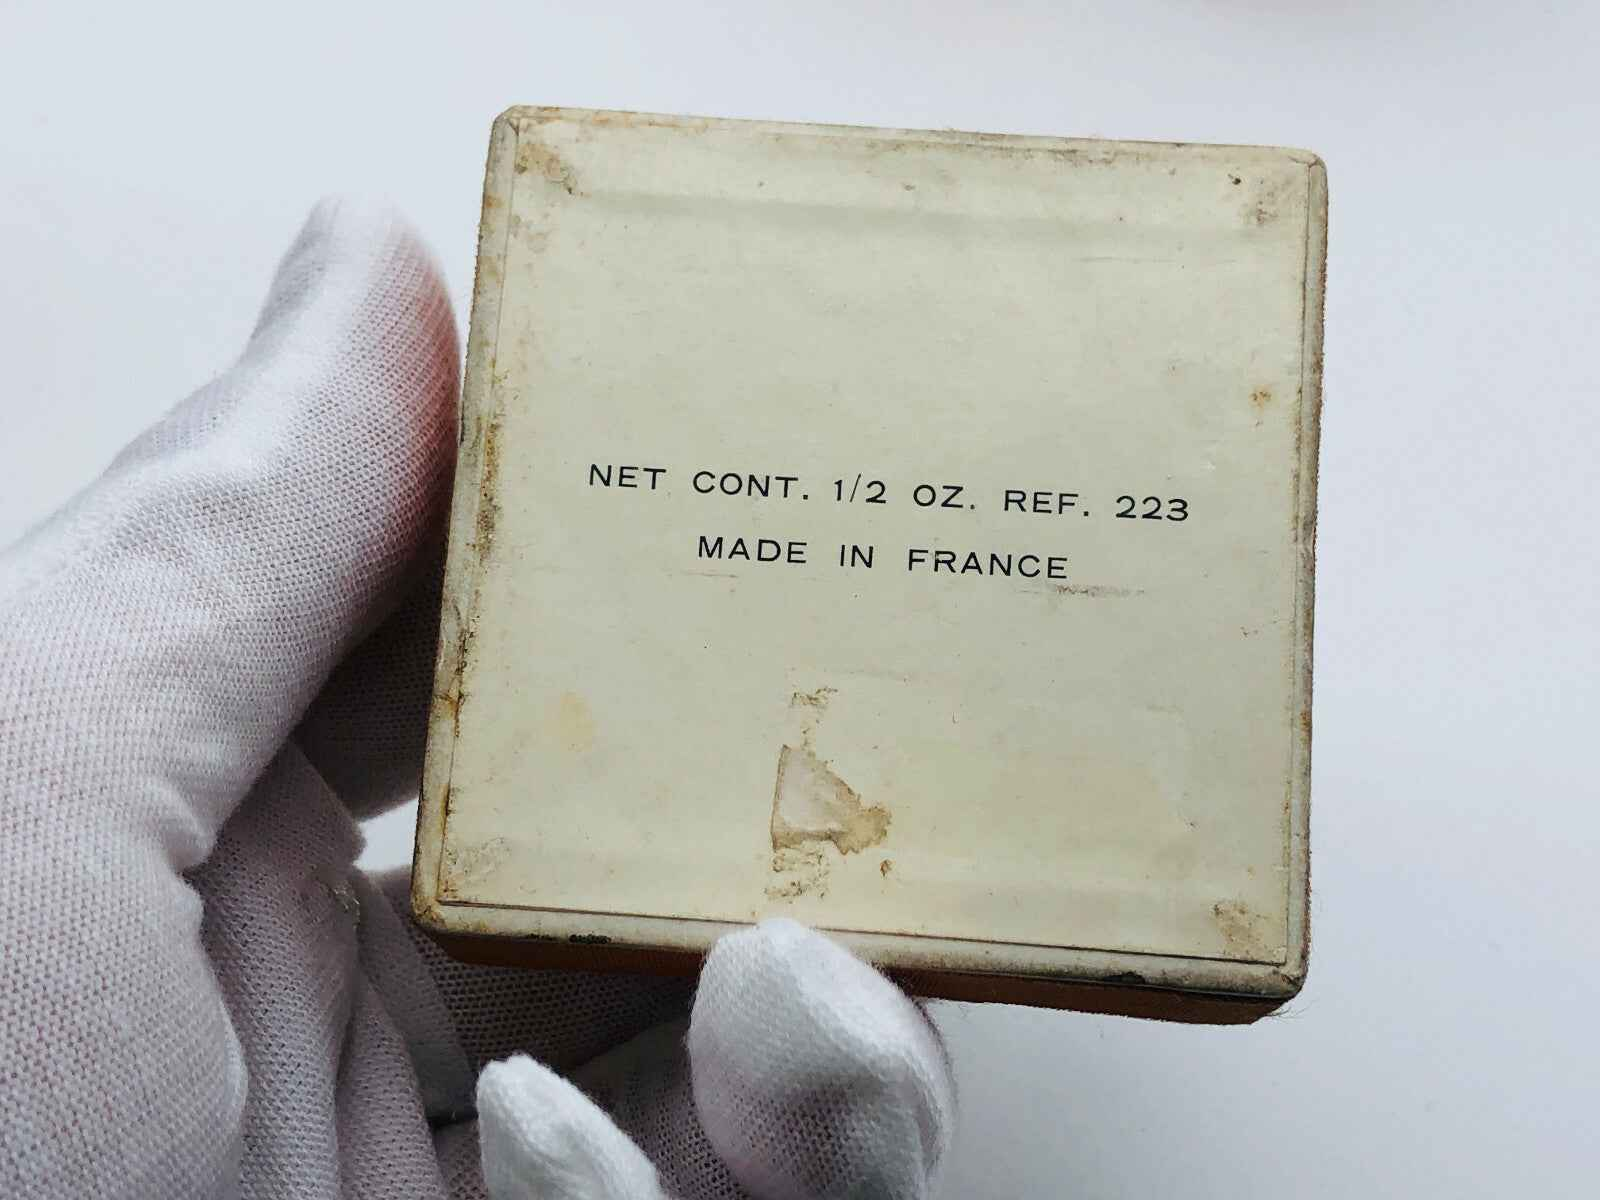 NET CONT. 1/2 OZ. REF. 223
MADE IN FRANCE